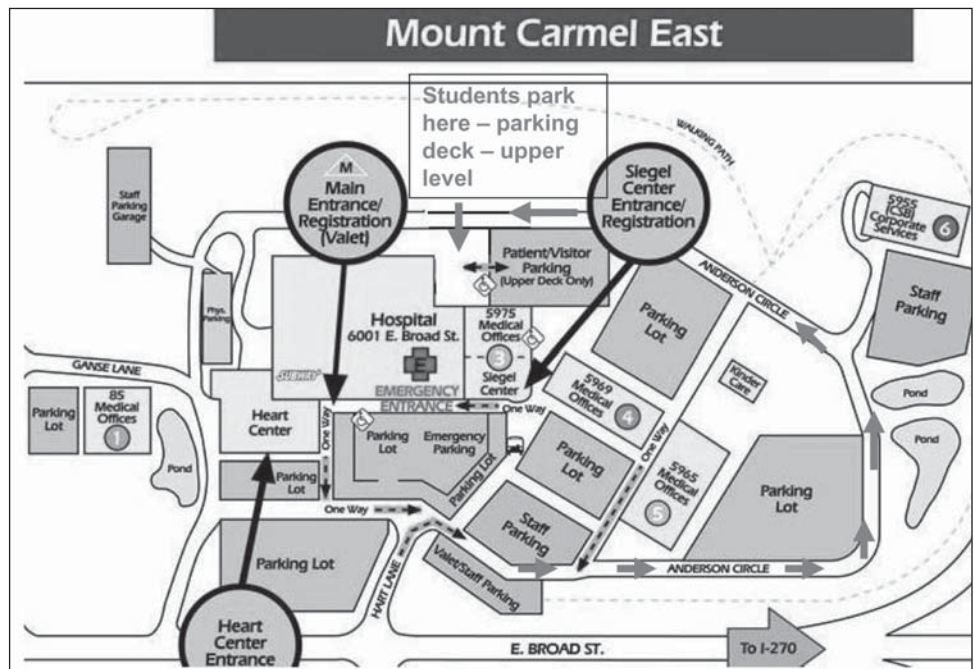 Mount Carmel East
Students park
here – parking
deck – upper
level
WALKING PATH
M
Main
Entrance/
Registration
(Valet)
Siegel
Center
Entrance/
Registration
5955
(CSB)
Corporate
Services
6
Staff
Parking
Garage
Patient/Visitor
Parking
(Upper Deck Only)
ANDERSON CIRCLE
Staff
Parking
Phys. Parking
Hospital
6001 E. Broad St.
E
EMERGENCY
ENTRANCE
5975
Medical
Offices
3
Siegel
Center
Parking
Lot
Kinder
Care
GANSE LANE
SUBWAY
Pond
Parking
Lot
85
Medical
Offices
1
Heart
Center
One Way
Parking
Lot
Emergency
Parking
One Way
5969
Medical
Offices
4
One Way
Pond
Pond
Parking
Lot
Parking Lot
Parking
Lot
5965
Medical
Offices
5
Parking
Lot
One Way
Staff
Parking
Parking Lot
HART LANE
Valet/Staff Parking
ANDERSON CIRCLE
Heart
Center
Entrance
E. BROAD ST.
To I-270